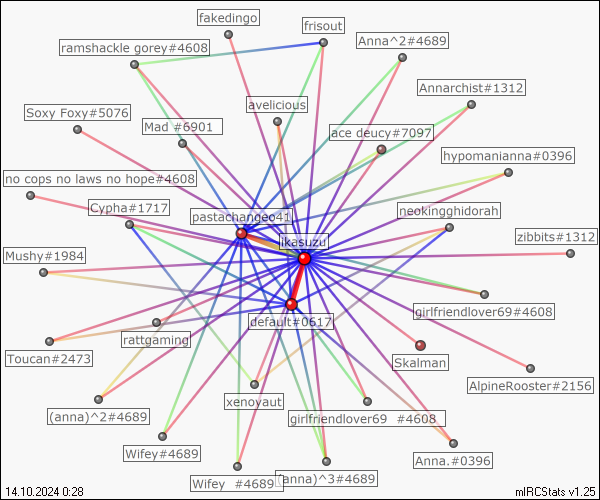 fakedingo
frisout
ramshackle gorey#4608
Anna^2#4689
Annarchist#1312
avelicious
Soxy Foxy#5076
Mad #6901
ace deucy#7097
hypomanianna#0396
no cops no laws no hope#4608
Cypha#1717
pastachangeo41
neokingghidorah
ikasuzu
zibbits#1312
Mushy#1984
girlfriendlover69#4608
default#0617
rattgaming
Toucan#2473
Skalman
AlpineRooster#2156
xenoyaut
(anna)^2#4689
girlfriendlover69 #4608
Wifey#4689
Anna.#0396
Wifey #4689
(anna)^3#4689
14.10.2024 0:28
mIRCStats v1.25